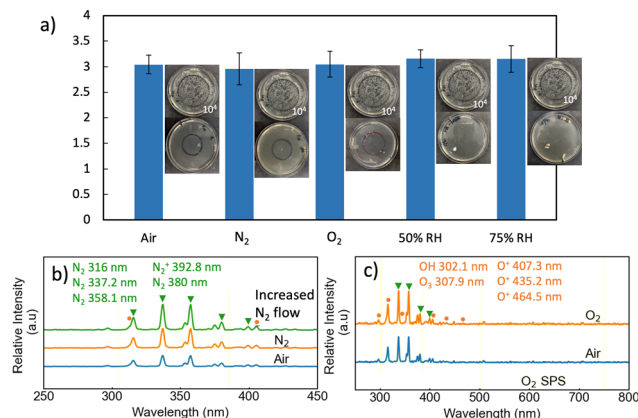 a)
4
3.5
3
2.5
2
1.5
1
0.5
0
10⁴
10⁴
10⁴
10⁴
10⁴
Air
N₂
O₂
50% RH
75% RH
b)
N₂ 316 nm
N₂ 337.2 nm
N₂ 358.1 nm
N₂⁺ 392.8 nm
N₂ 380 nm
Increased
N₂ flow
N₂
Air
Relative Intensity
(a.u)
250
300
350
400
450
Wavelength (nm)
c)
OH 302.1 nm
O₃ 307.9 nm
O⁺ 407.3 nm
O⁺ 435.2 nm
O⁺ 464.5 nm
O₂
Air
O₂ SPS
Relative Intensity
(a.u)
300
400
500
600
700
800
Wavelength (nm)